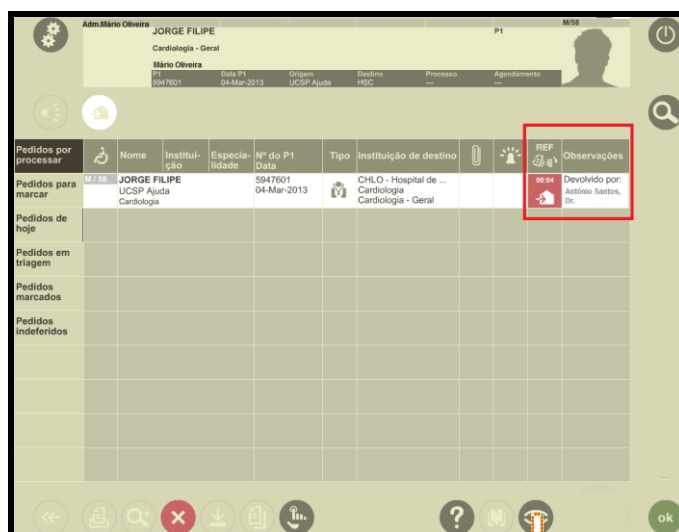 Adm.Mário Oliveira
M/58
JORGE FILIPE
P1
Cardiologia - Geral
Mário Oliveira
P1 Data P1 Origem Destino Processo Agendamento
5947601 04-Mar-2013 UCSP Ajuda HSC --- ---
Pedidos por processar
Nome Institui-ção Especia-lidade Nº do P1 Data Tipo Instituição de destino REF Observações
Pedidos para marcar
M / 58 JORGE FILIPE 5947601 CHLO - Hospital de ... 00:04 Devolvido por:
UCSP Ajuda 04-Mar-2013 Cardiologia António Santos,
Cardiologia Cardiologia - Geral Dr.
Pedidos de hoje
Pedidos em triagem
Pedidos marcados
Pedidos indeferidos
? ok